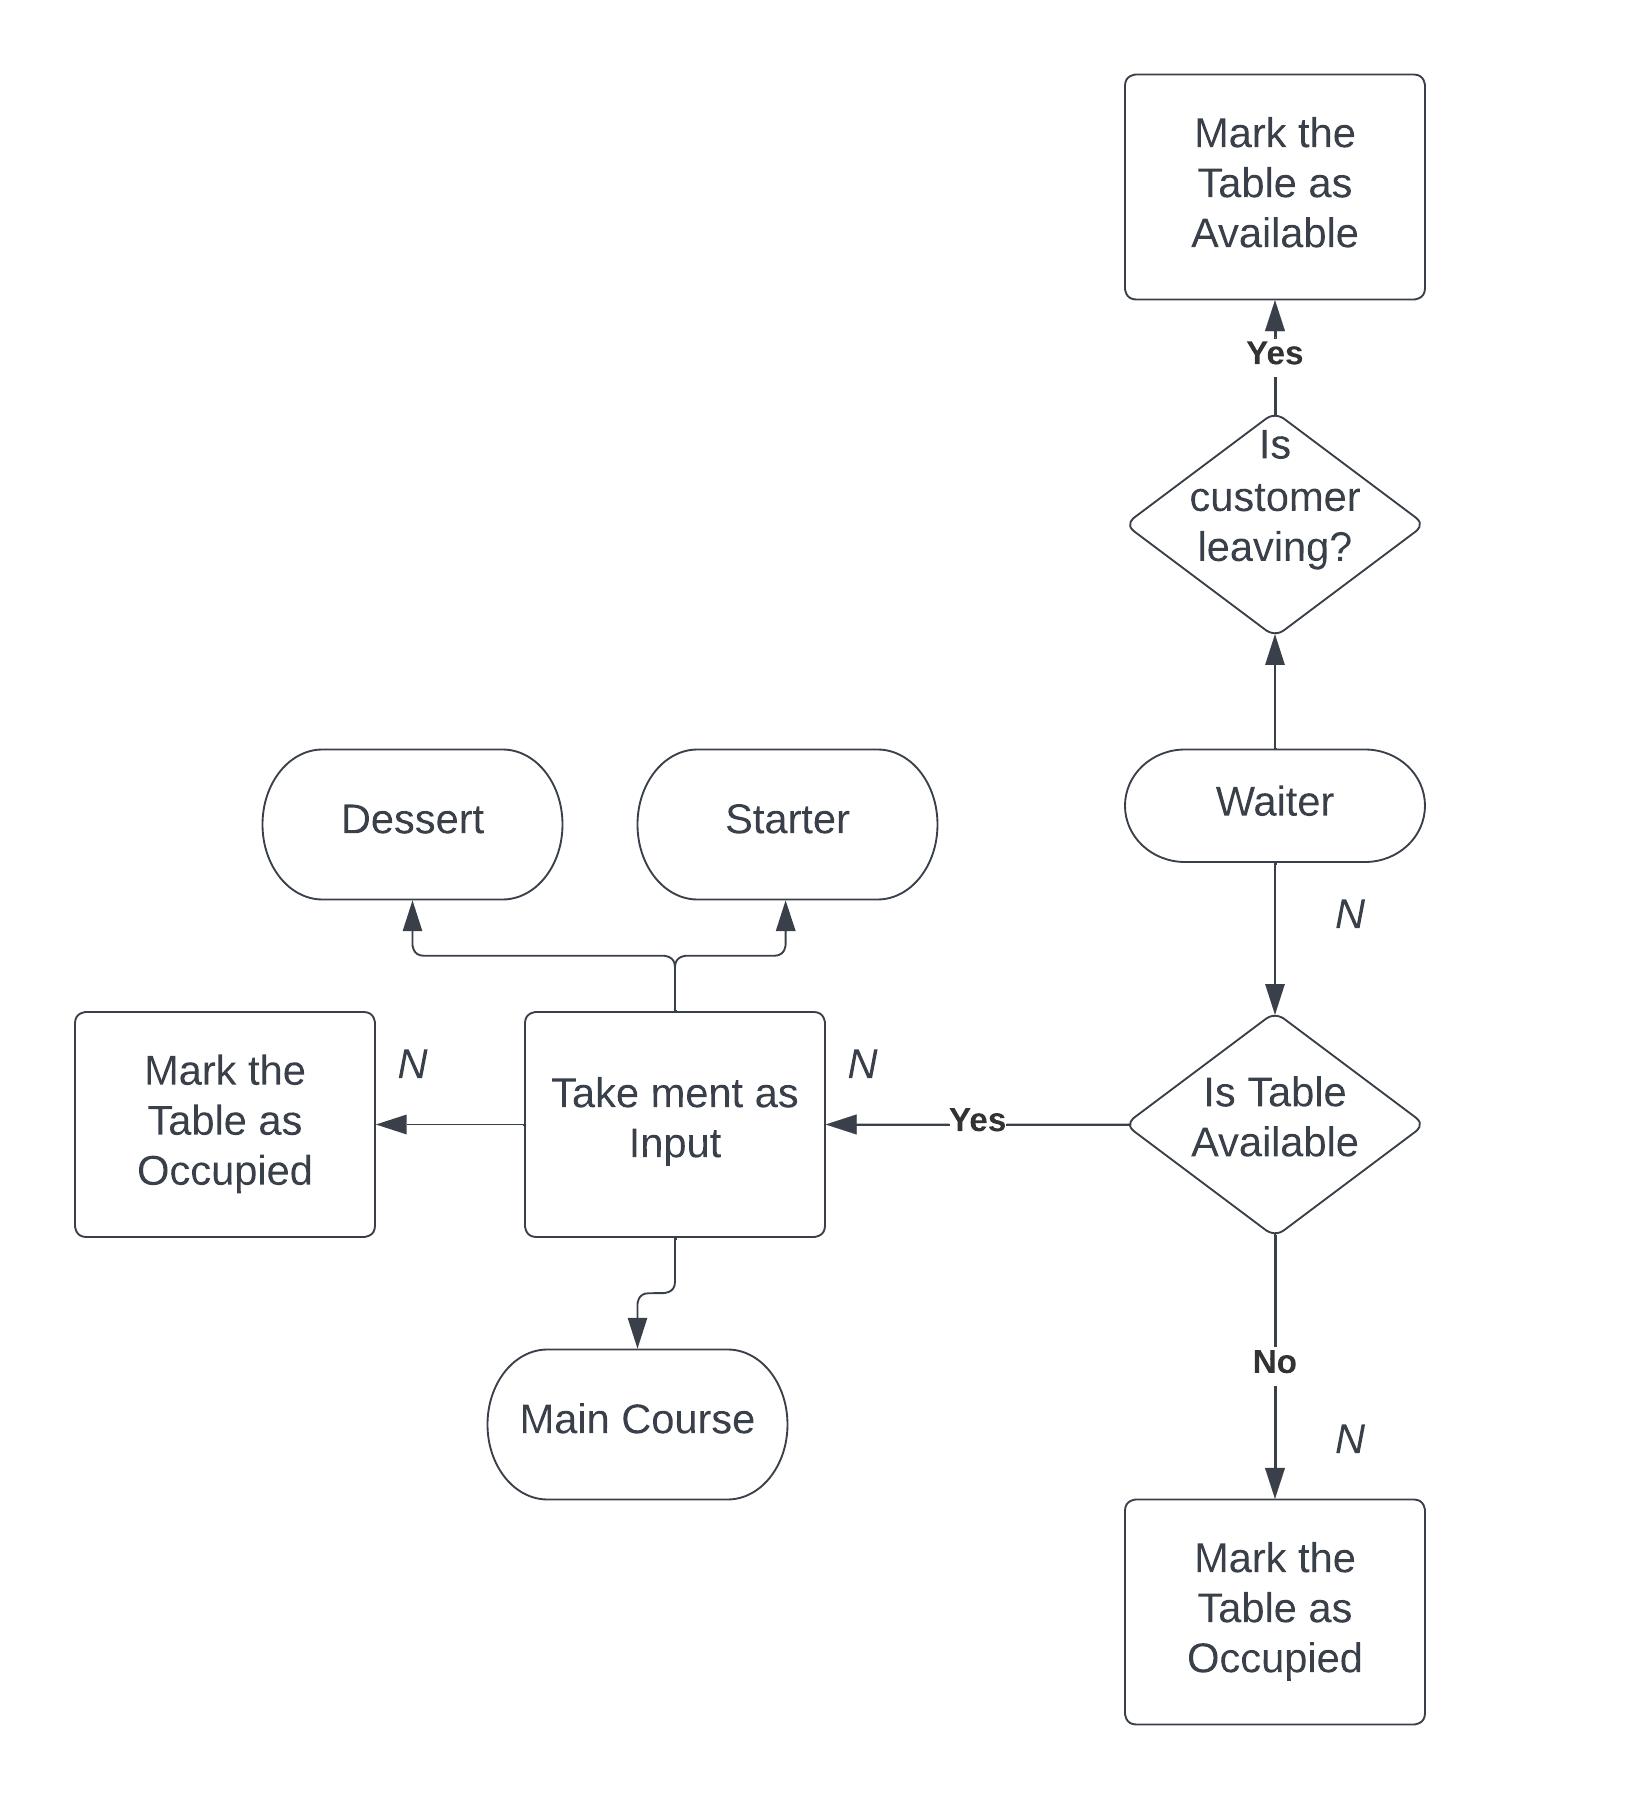 Mark the
Table as
Available
Yes
Is
customer
leaving?
Waiter
Dessert
Starter
N
Mark the
Table as
Occupied
N
Take ment as
Input
N
Yes
Is Table
Available
No
Main Course
N
Mark the
Table as
Occupied